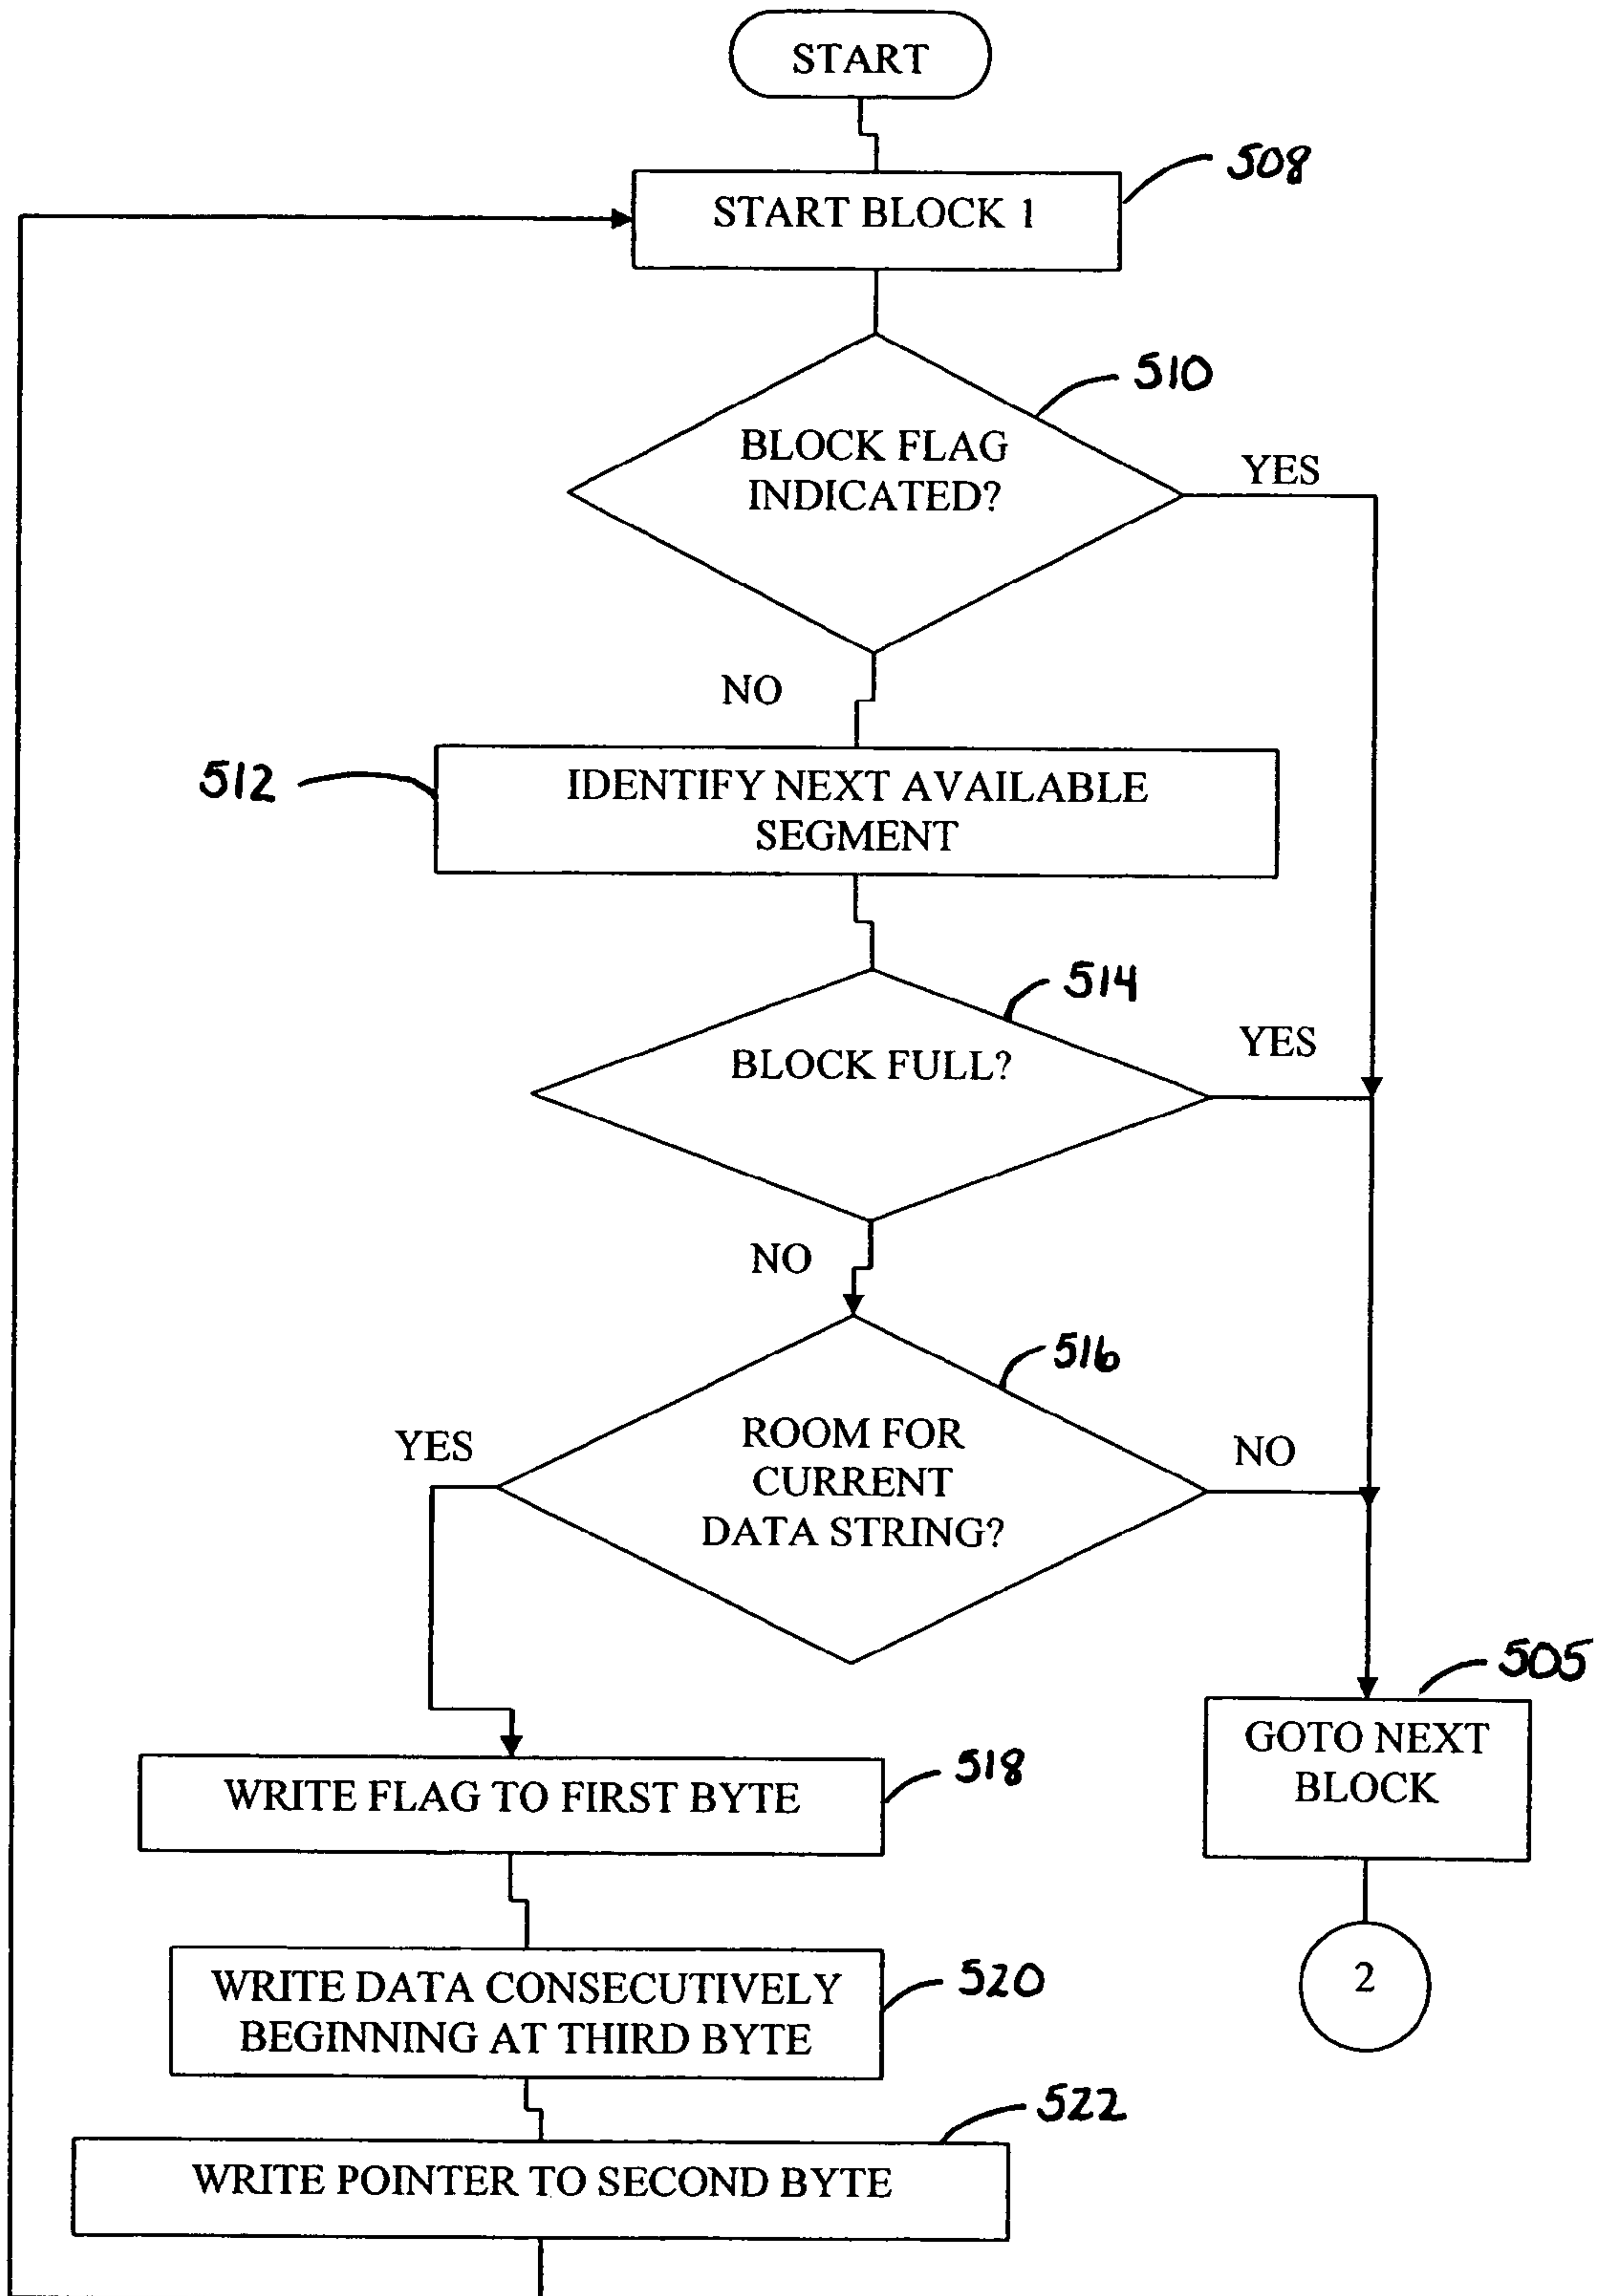 START
508
START BLOCK 1
510
BLOCK FLAG
INDICATED?
YES
NO
512
IDENTIFY NEXT AVAILABLE
SEGMENT
514
BLOCK FULL?
YES
NO
516
YES
ROOM FOR
CURRENT
DATA STRING?
NO
505
GOTO NEXT
BLOCK
518
WRITE FLAG TO FIRST BYTE
520
WRITE DATA CONSECUTIVELY
BEGINNING AT THIRD BYTE
2
522
WRITE POINTER TO SECOND BYTE